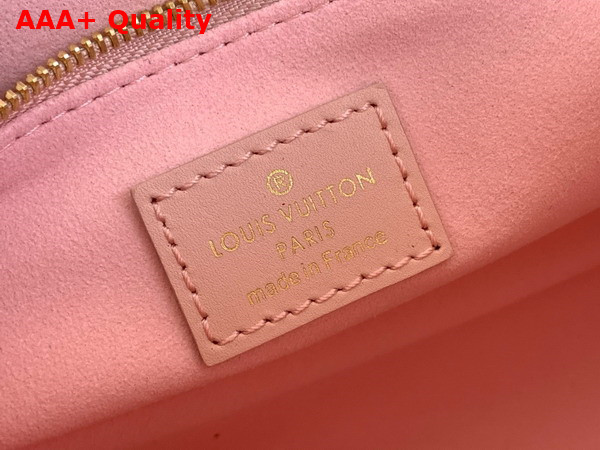 AAA+ Quality
®
LOUIS VUITTON
PARIS
made in France